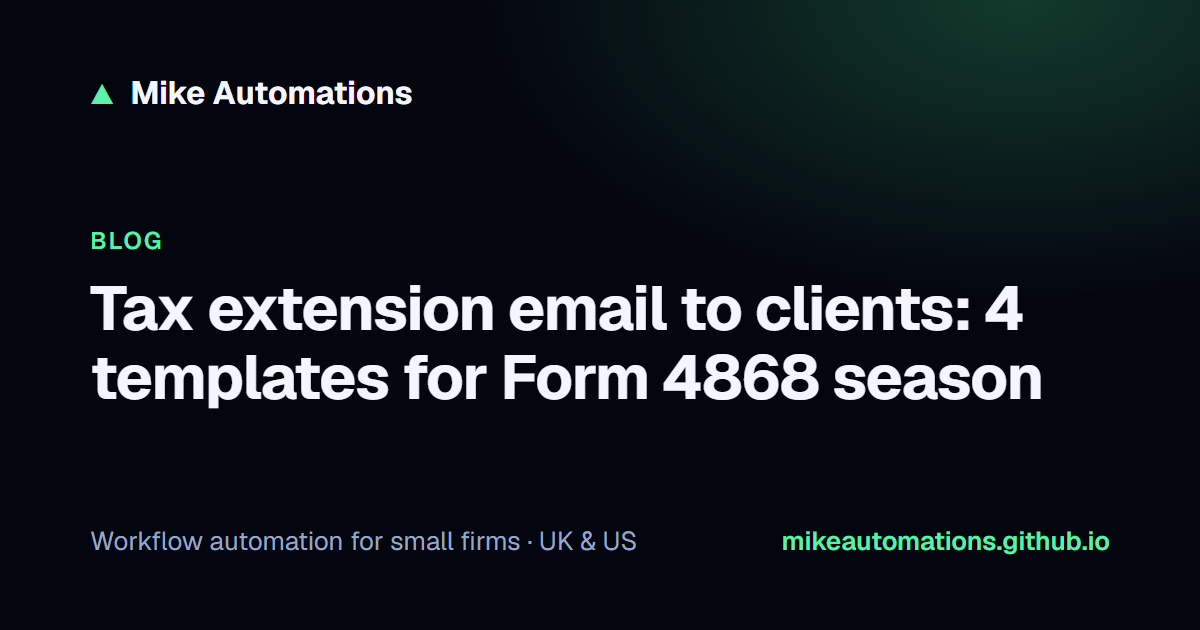 Mike Automations
BLOG
Tax extension email to clients: 4
templates for Form 4868 season
Workflow automation for small firms · UK & US
mikeautomations.github.io